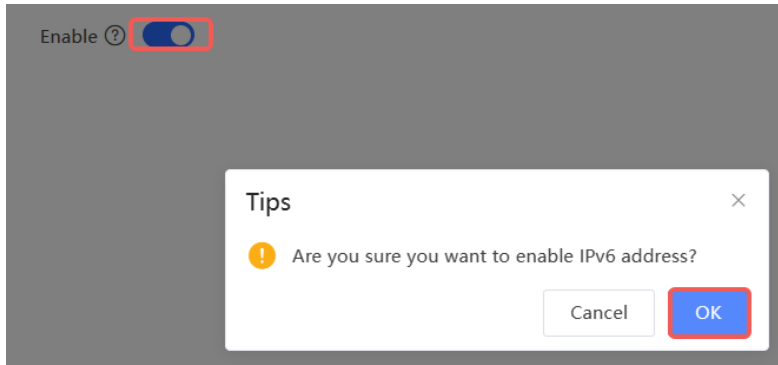 Enable
Tips
Are you sure you want to enable IPv6 address?
Cancel
OK